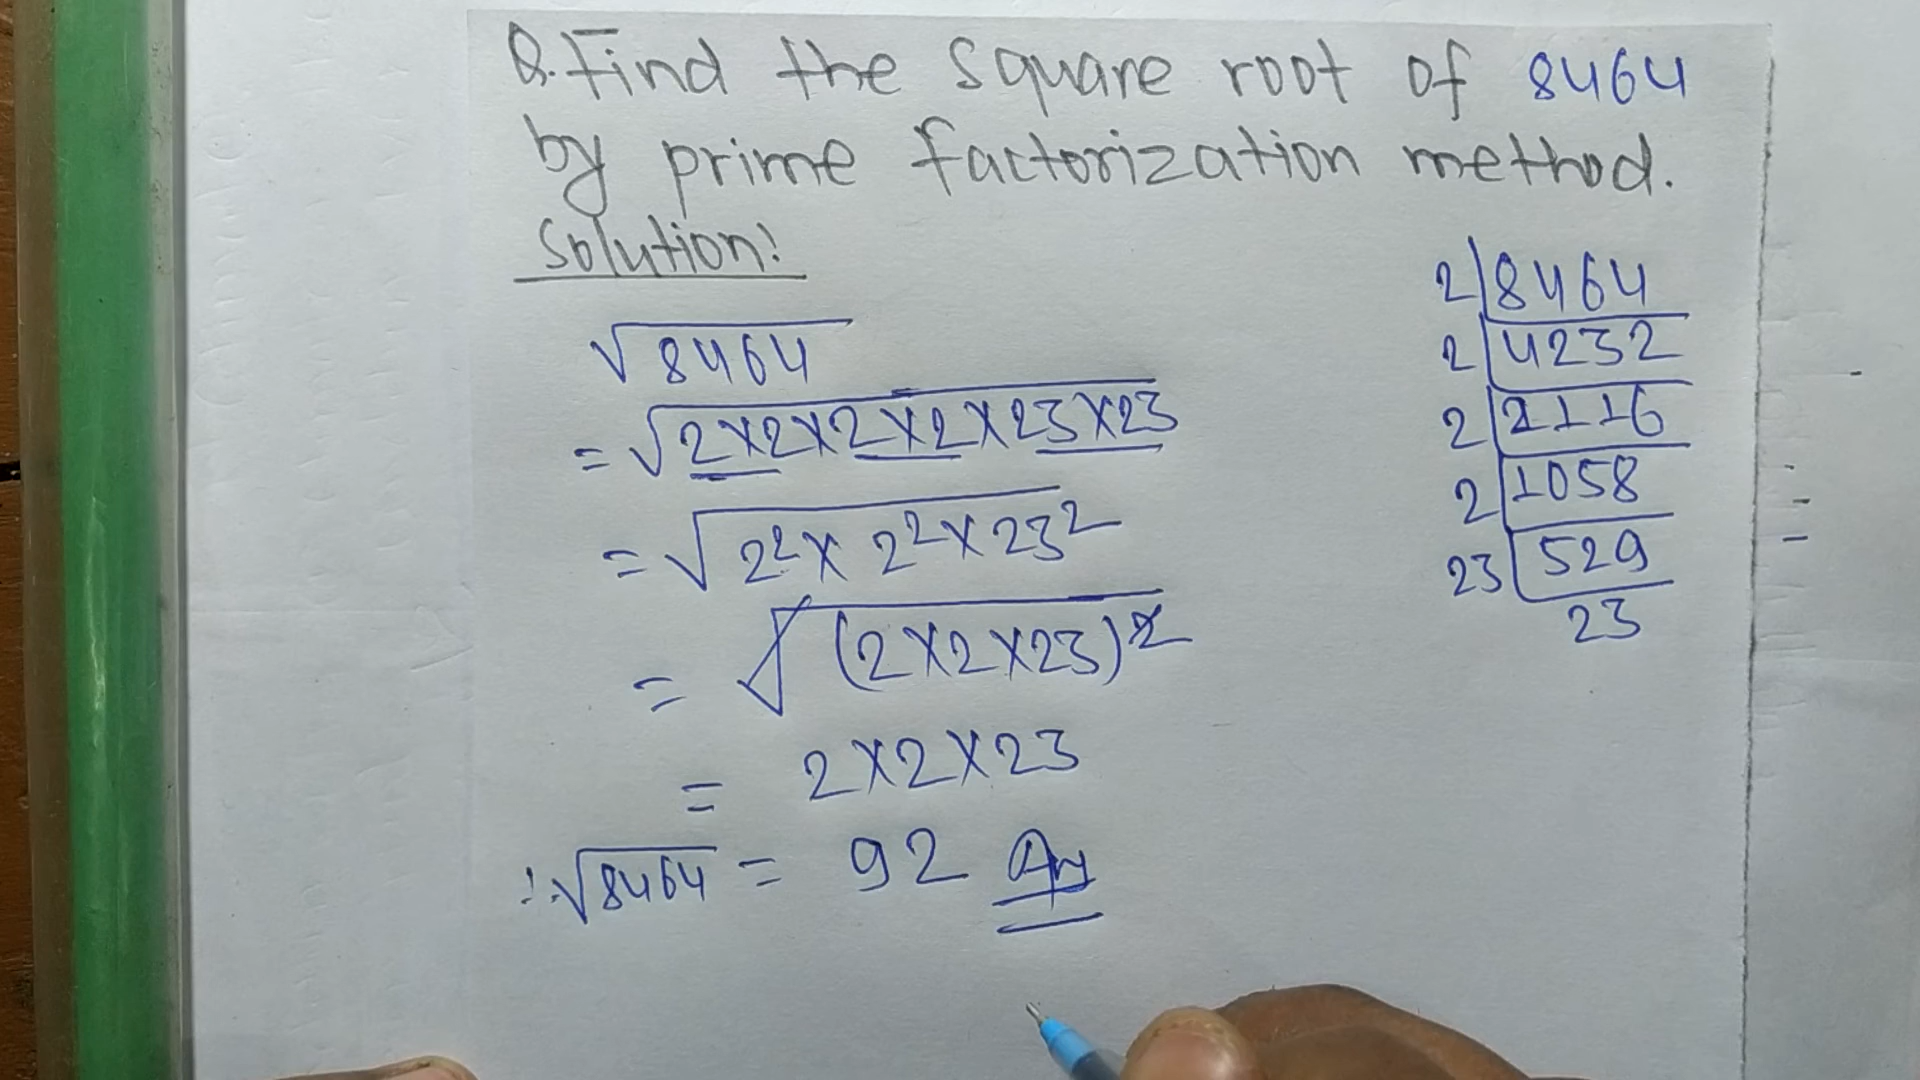 Q. Find the square root of 8464
by prime factorization method.
Solution:
√8464
= √2×2×2×2×23×23
= √2²×2²×23²
= √(2×2×23)²
= 2×2×23
∴ √8464 = 92 Ans
2 | 8464
2 | 4232
2 | 2116
2 | 1058
23 | 529
23